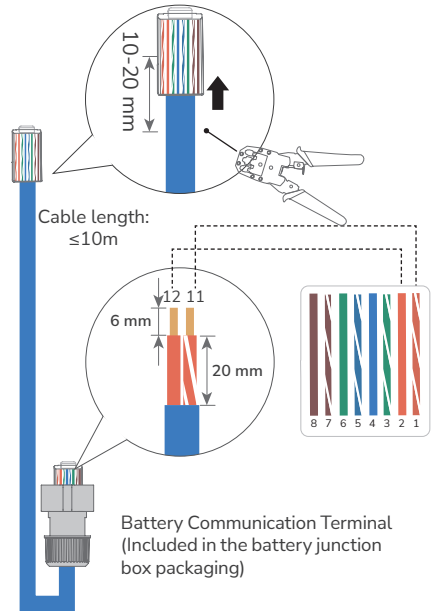 10-20 mm
Cable length:
≤10m
12 11
6 mm
20 mm
8 7 6 5 4 3 2 1
Battery Communication Terminal
(Included in the battery junction
box packaging)